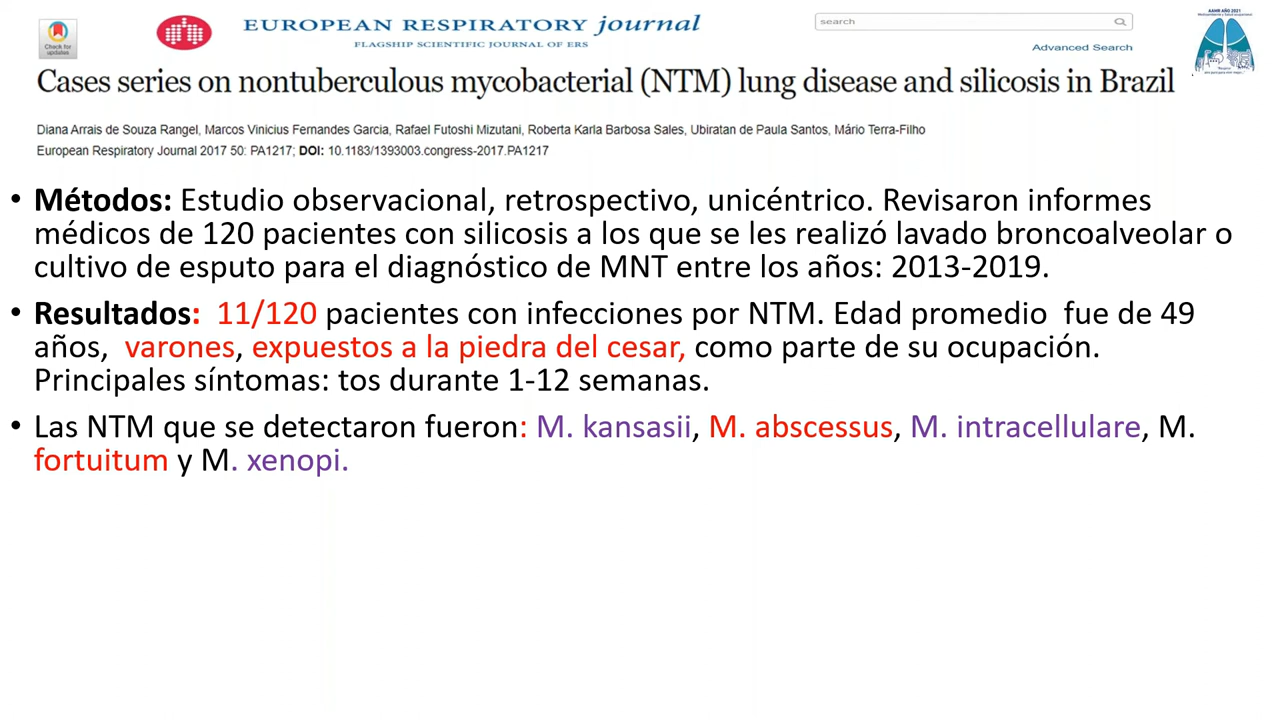 Check for
updates
EUROPEAN RESPIRATORY journal
FLAGSHIP SCIENTIFIC JOURNAL OF ERS
search
Advanced Search
AAMR AÑO 2021
Cases series on nontuberculous mycobacterial (NTM) lung disease and silicosis in Brazil
Diana Arrais de Souza Rangel, Marcos Vinicius Fernandes Garcia, Rafael Futoshi Mizutani, Roberta Karla Barbosa Sales, Ubiratan de Paula Santos, Mário Terra-Filho
European Respiratory Journal 2017 50: PA1217; DOI: 10.1183/1393003.congress-2017.PA1217
• Métodos: Estudio observacional, retrospectivo, unicéntrico. Revisaron informes
médicos de 120 pacientes con silicosis a los que se les realizó lavado broncoalveolar o
cultivo de esputo para el diagnóstico de MNT entre los años: 2013-2019.
• Resultados: 11/120 pacientes con infecciones por NTM. Edad promedio fue de 49
años, varones, expuestos a la piedra del cesar, como parte de su ocupación.
Principales síntomas: tos durante 1-12 semanas.
• Las NTM que se detectaron fueron: M. kansasii, M. abscessus, M. intracellulare, M.
fortuitum y M. xenopi.